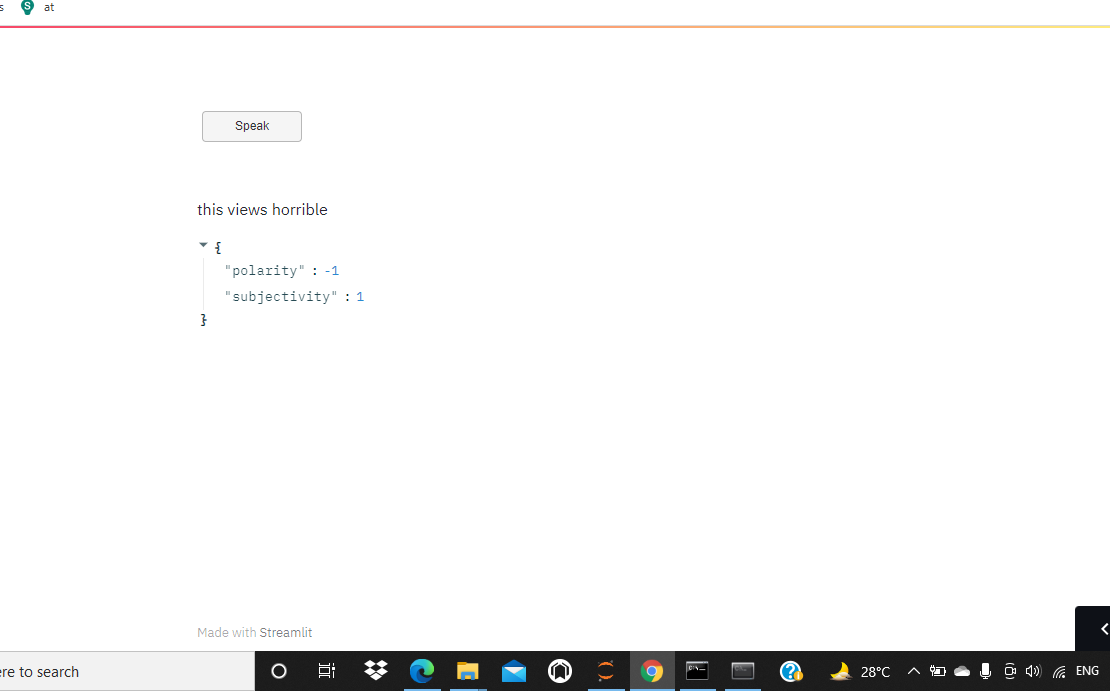 s S at
Speak
this views horrible
{
"polarity" : -1
"subjectivity" : 1
}
Made with Streamlit
ere to search
28°C ENG